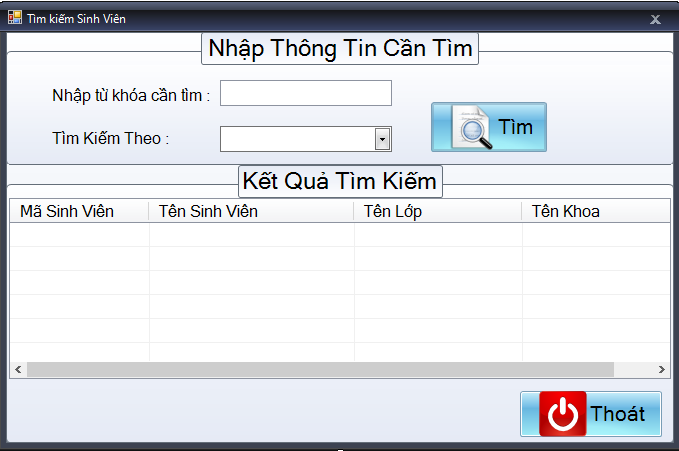 Tìm kiếm Sinh Viên
Nhập Thông Tin Cần Tìm
Nhập từ khóa cần tìm :
Tìm Kiếm Theo :
Tìm
Kết Quả Tìm Kiếm
Mã Sinh Viên Tên Sinh Viên Tên Lớp Tên Khoa
Thoát